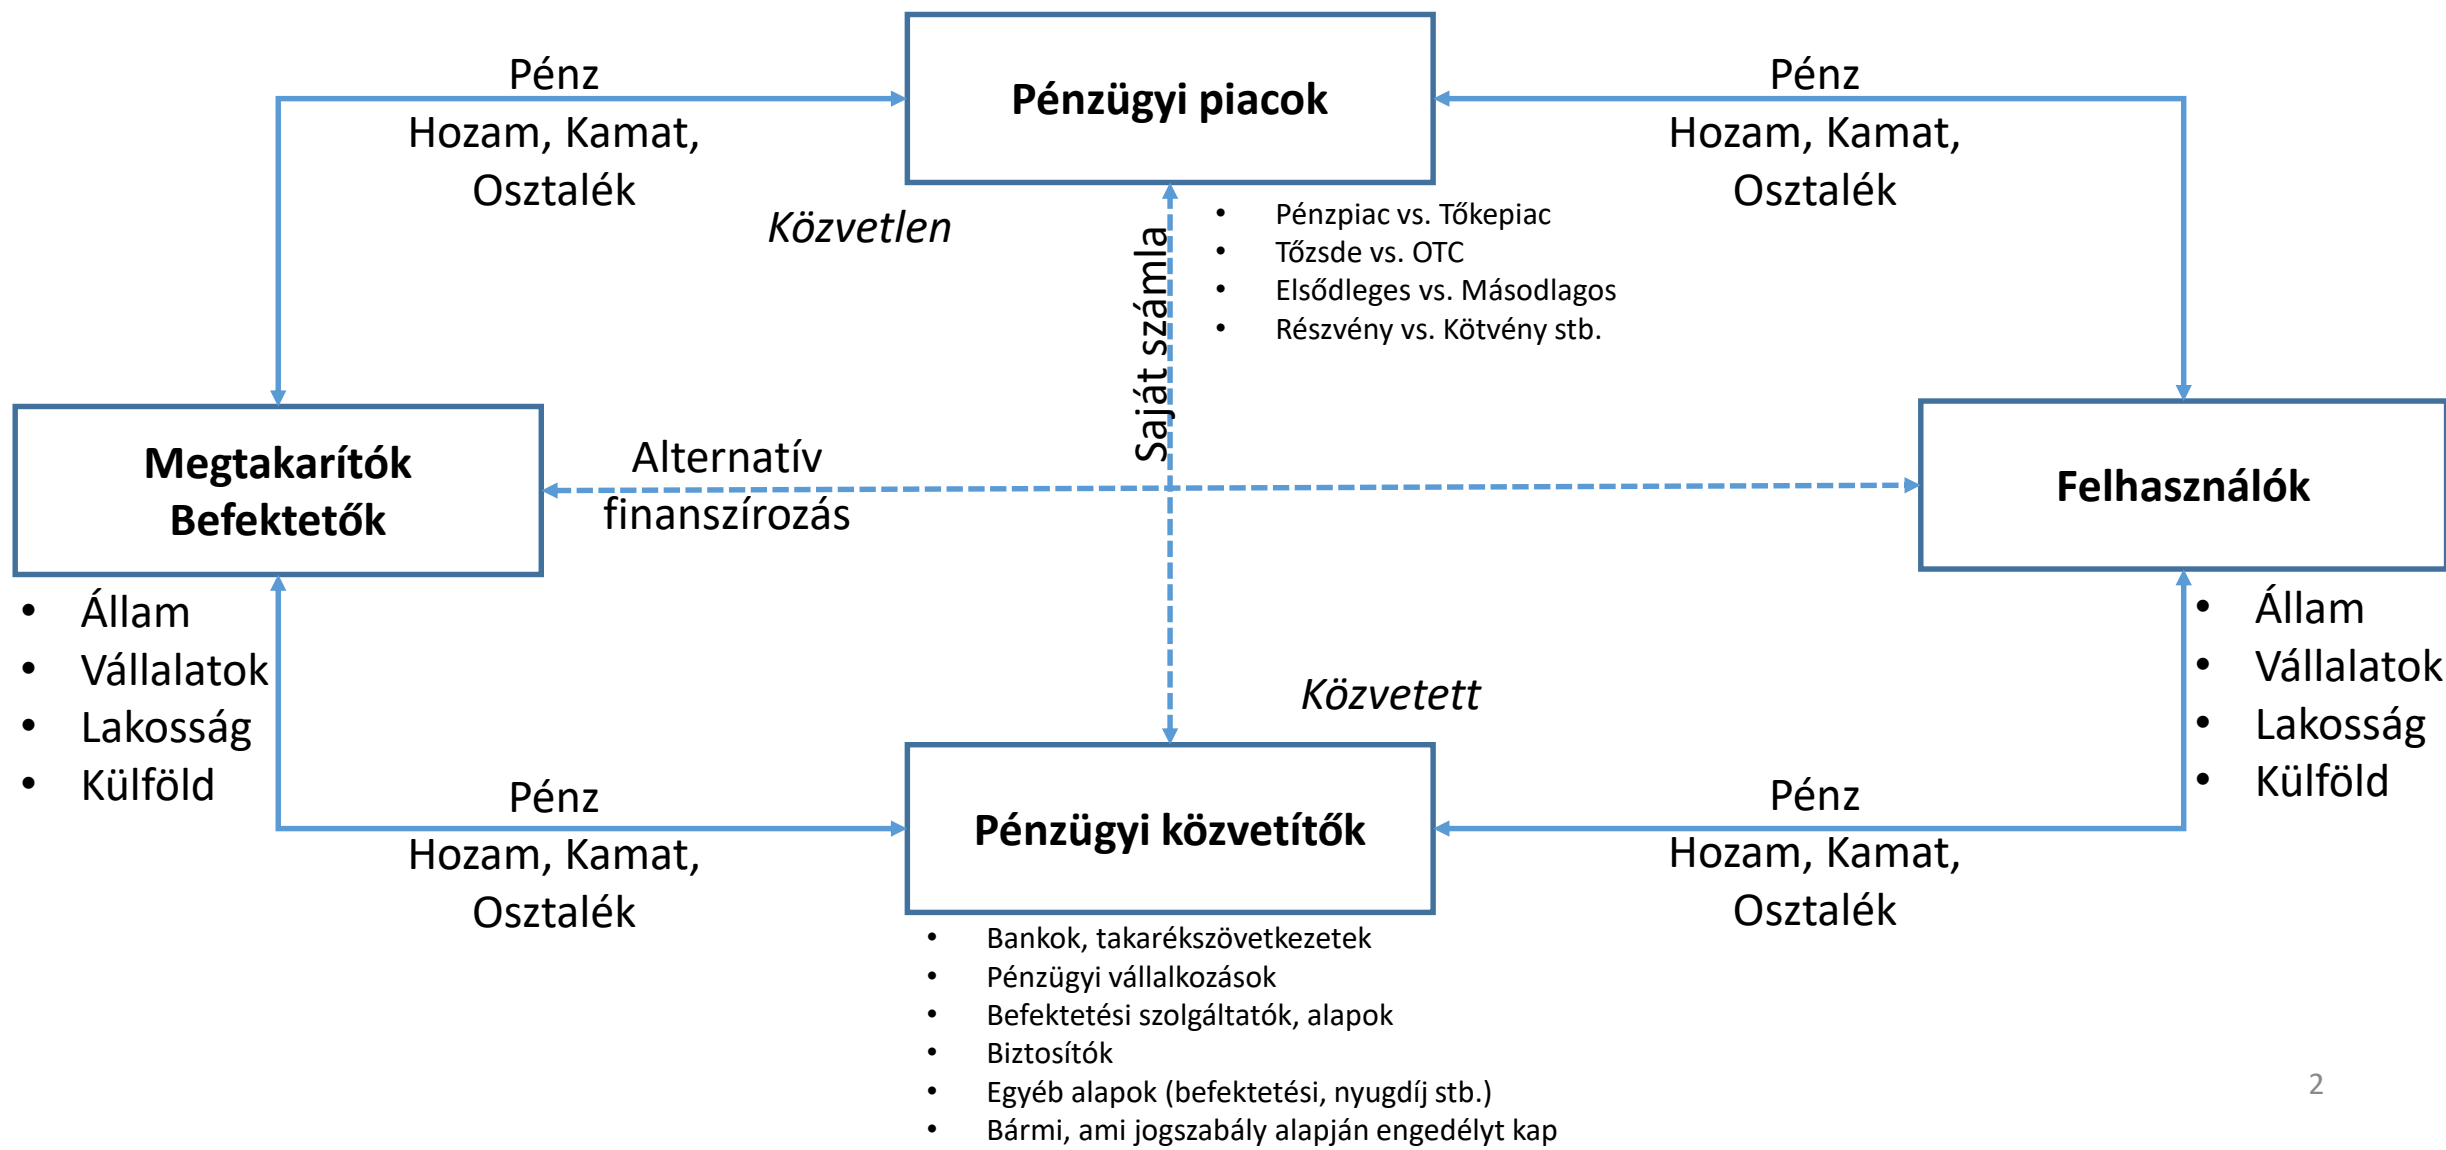 Pénz
Hozam, Kamat,
Osztalék
Pénzügyi piacok
Pénz
Hozam, Kamat,
Osztalék
Közvetlen
Saját számla
• Pénzpiac vs. Tőkepiac
• Tőzsde vs. OTC
• Elsődleges vs. Másodlagos
• Részvény vs. Kötvény stb.
Megtakarítók
Befektetők
Alternatív
finanszírozás
Felhasználók
• Állam
• Vállalatok
• Lakosság
• Külföld
• Állam
• Vállalatok
• Lakosság
• Külföld
Közvetett
Pénz
Hozam, Kamat,
Osztalék
Pénzügyi közvetítők
Pénz
Hozam, Kamat,
Osztalék
• Bankok, takarékszövetkezetek
• Pénzügyi vállalkozások
• Befektetési szolgáltatók, alapok
• Biztosítók
• Egyéb alapok (befektetési, nyugdíj stb.)
• Bármi, ami jogszabály alapján engedélyt kap
2